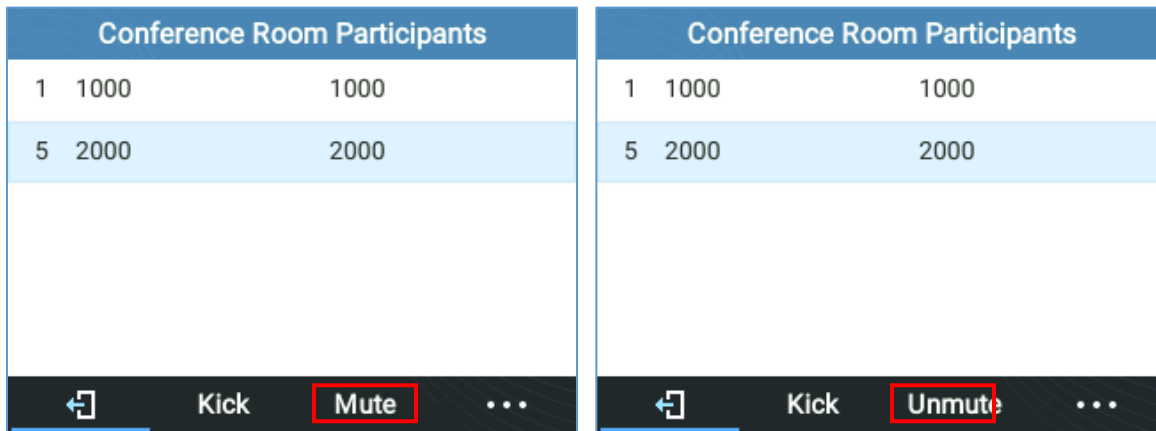 Conference Room Participants
1 1000 1000
5 2000 2000
Kick Mute ...
Conference Room Participants
1 1000 1000
5 2000 2000
Kick Unmute ...